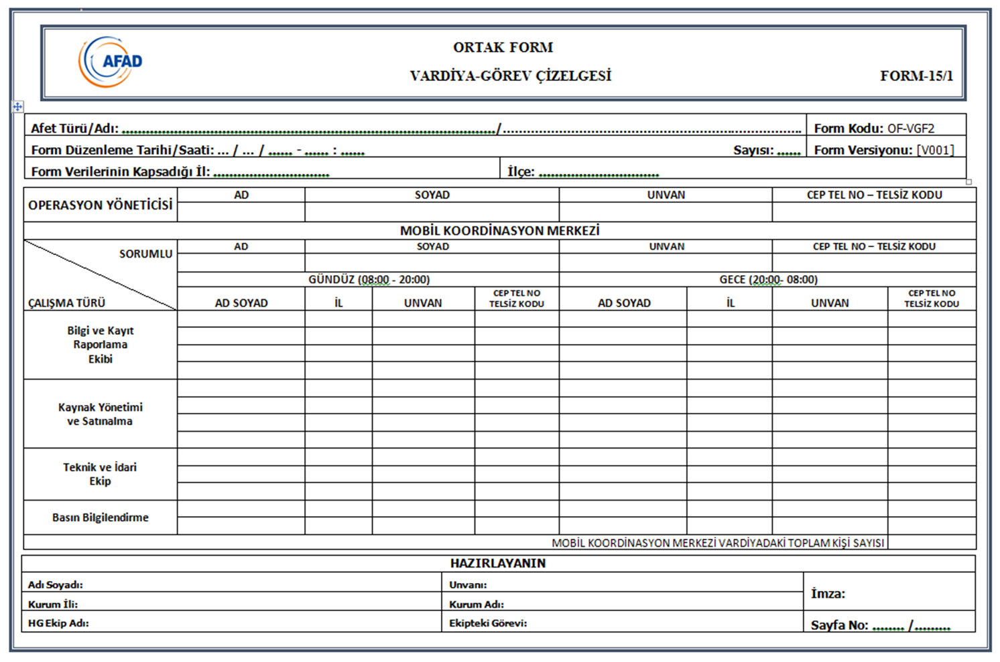 AFAD
ORTAK FORM
VARDİYA-GÖREV ÇİZELGESİ
FORM-15/1
Afet Türü/Adı: ............................................................................................../........................................................................... Form Kodu: OF-VGF2
Form Düzenleme Tarihi/Saati: ... / ... / ...... - ...... : ...... Sayısı: ...... Form Versiyonu: [V001]
Form Verilerinin Kapsadığı İl: ............................. İlçe: ..............................
OPERASYON YÖNETİCİSİ
AD SOYAD UNVAN CEP TEL NO – TELSİZ KODU
MOBİL KOORDİNASYON MERKEZİ
SORUMLU
ÇALIŞMA TÜRÜ
AD SOYAD UNVAN CEP TEL NO – TELSİZ KODU
GÜNDÜZ (08:00 - 20:00) GECE (20:00- 08:00)
AD SOYAD İL UNVAN CEP TEL NO TELSİZ KODU AD SOYAD İL UNVAN CEP TEL NO TELSİZ KODU
Bilgi ve Kayıt
Raporlama
Ekibi
Kaynak Yönetimi
ve Satınalma
Teknik ve İdari
Ekip
Basın Bilgilendirme
MOBİL KOORDİNASYON MERKEZİ VARDİYADAKİ TOPLAM KİŞİ SAYISI
HAZIRLAYANIN
Adı Soyadı: Unvanı:
İmza:
Kurum İli: Kurum Adı:
HG Ekip Adı: Ekipteki Görevi:
Sayfa No: ........ /.........